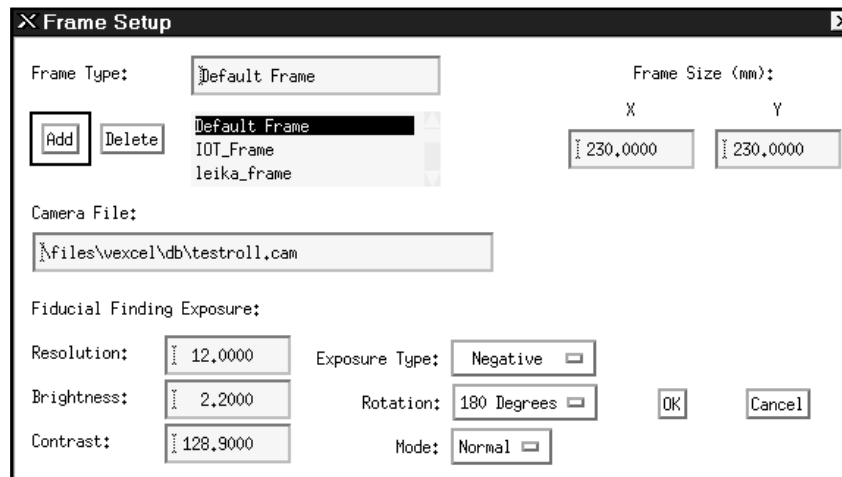 Frame Setup
Frame Type: Default Frame Frame Size (mm):
X Y
Add Delete Default Frame 230.0000 230.0000
IOT_Frame
leika_frame
Camera File:
\files\vexcel\db\testroll.cam
Fiducial Finding Exposure:
Resolution: 12.0000 Exposure Type: Negative
Brightness: 2.2000 Rotation: 180 Degrees OK Cancel
Contrast: 128.9000 Mode: Normal